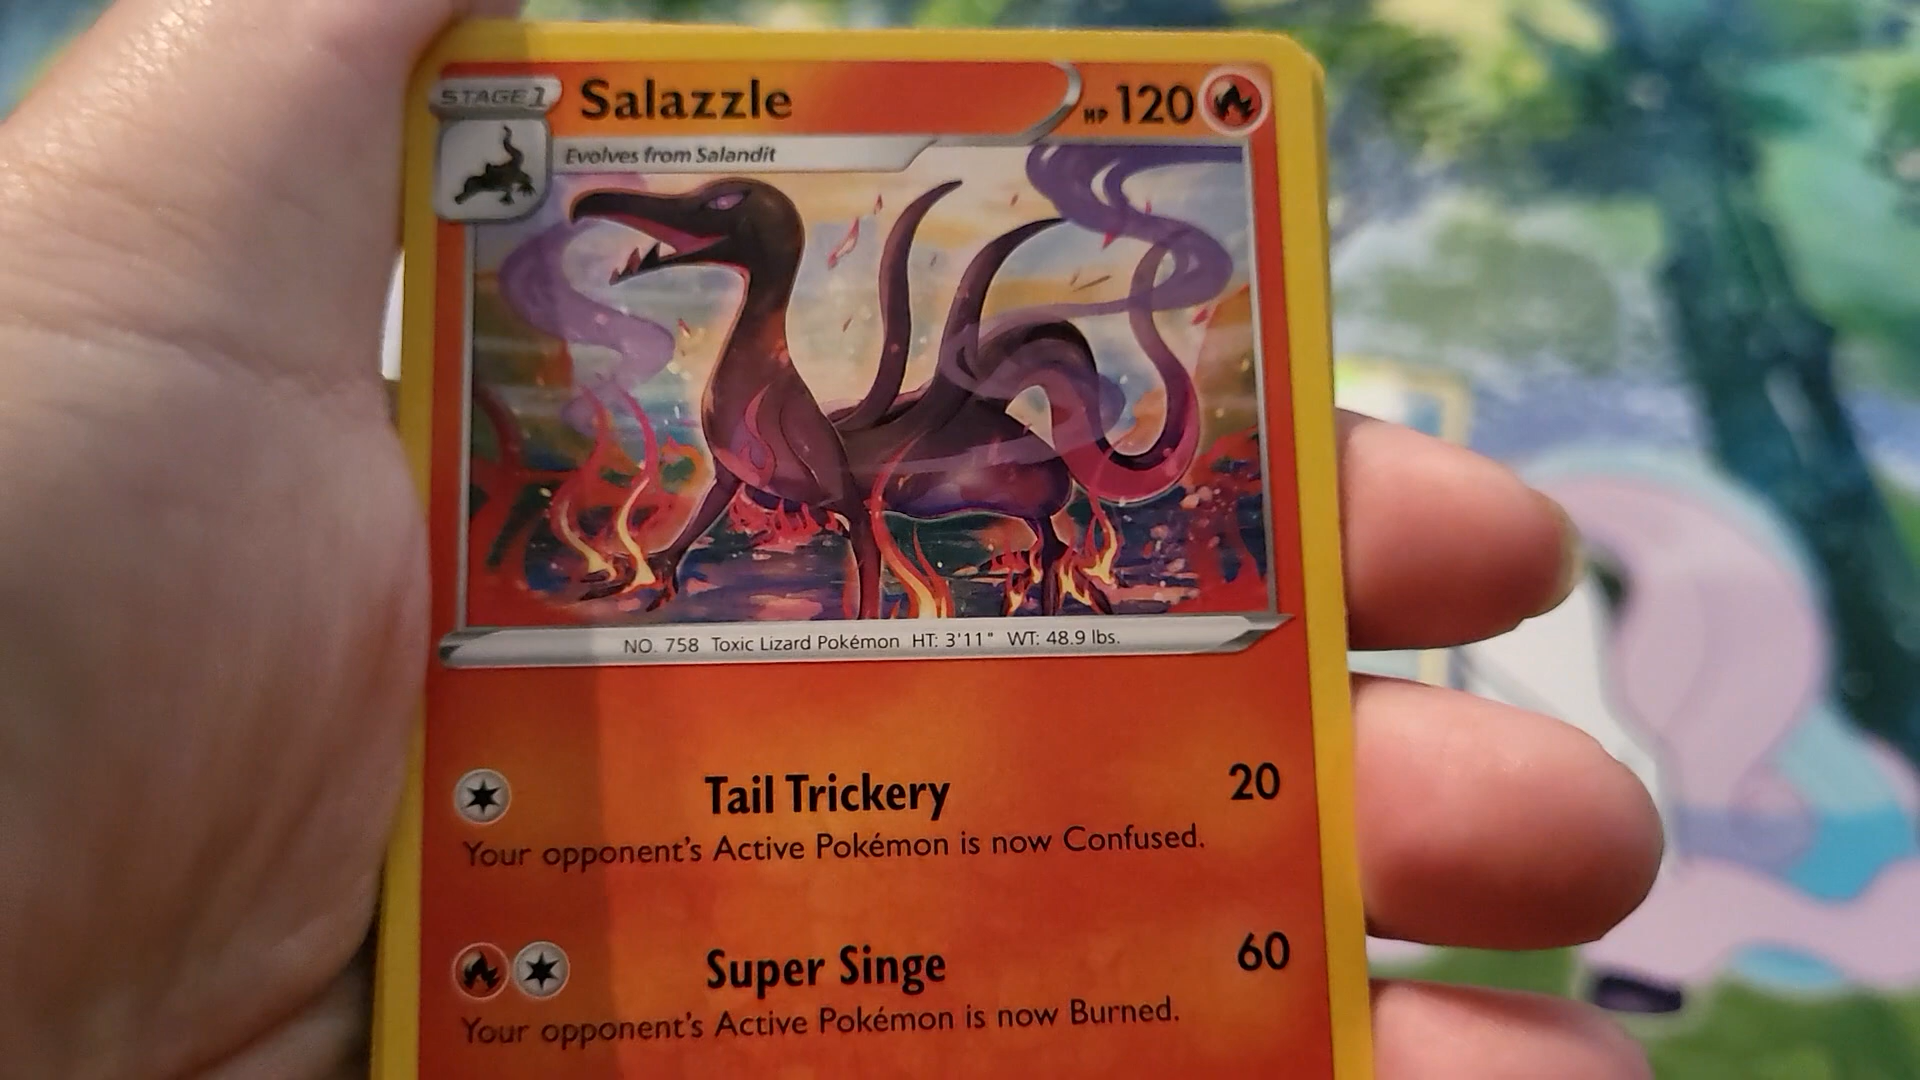 STAGE 1
Salazzle
HP 120
Evolves from Salandit
NO. 758 Toxic Lizard Pokémon HT: 3'11" WT: 48.9 lbs.
Tail Trickery 20
Your opponent's Active Pokémon is now Confused.
Super Singe 60
Your opponent's Active Pokémon is now Burned.